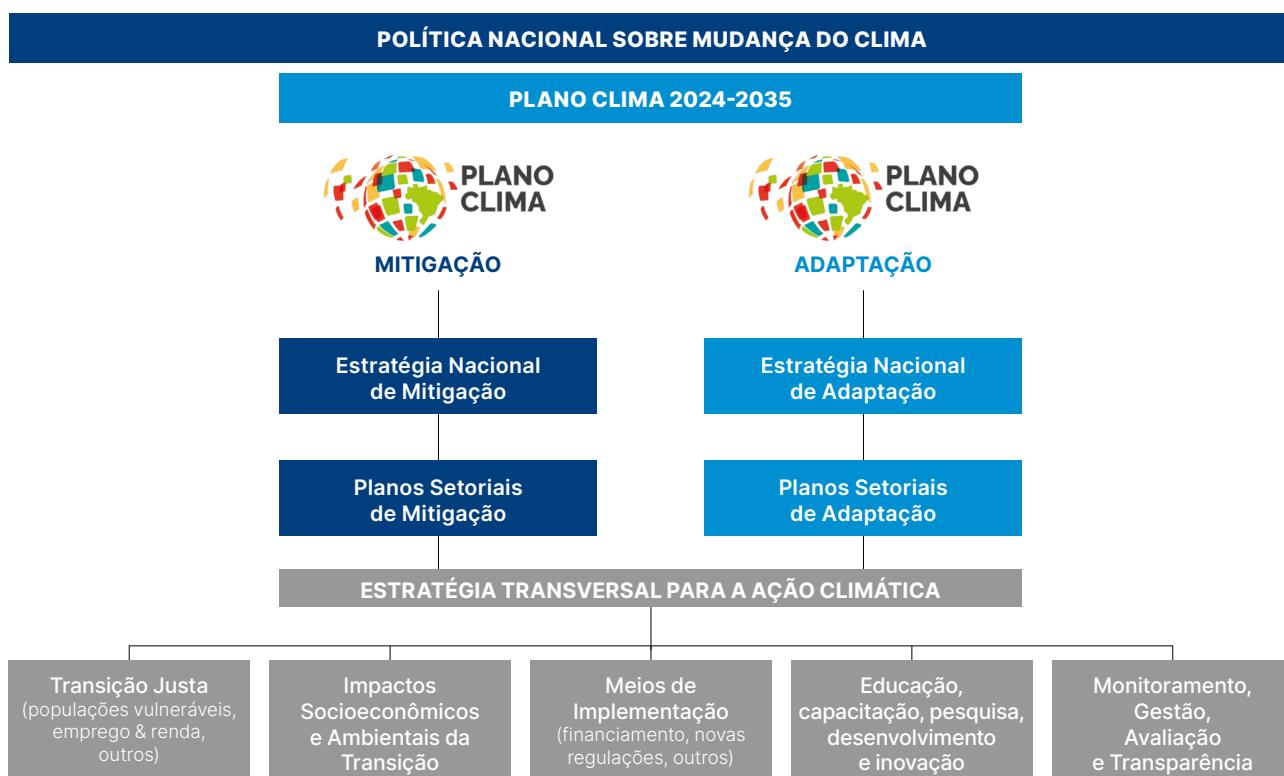 POLÍTICA NACIONAL SOBRE MUDANÇA DO CLIMA
PLANO CLIMA 2024-2035
PLANO
CLIMA
MITIGAÇÃO
PLANO
CLIMA
ADAPTAÇÃO
Estratégia Nacional
de Mitigação
Estratégia Nacional
de Adaptação
Planos Setoriais
de Mitigação
Planos Setoriais
de Adaptação
ESTRATÉGIA TRANSVERSAL PARA A AÇÃO CLIMÁTICA
Transição Justa
(populações vulneráveis,
emprego & renda,
outros)
Impactos
Socioeconômicos
e Ambientais da
Transição
Meios de
Implementação
(financiamento, novas
regulações, outros)
Educação,
capacitação, pesquisa,
desenvolvimento
e inovação
Monitoramento,
Gestão,
Avaliação
e Transparência